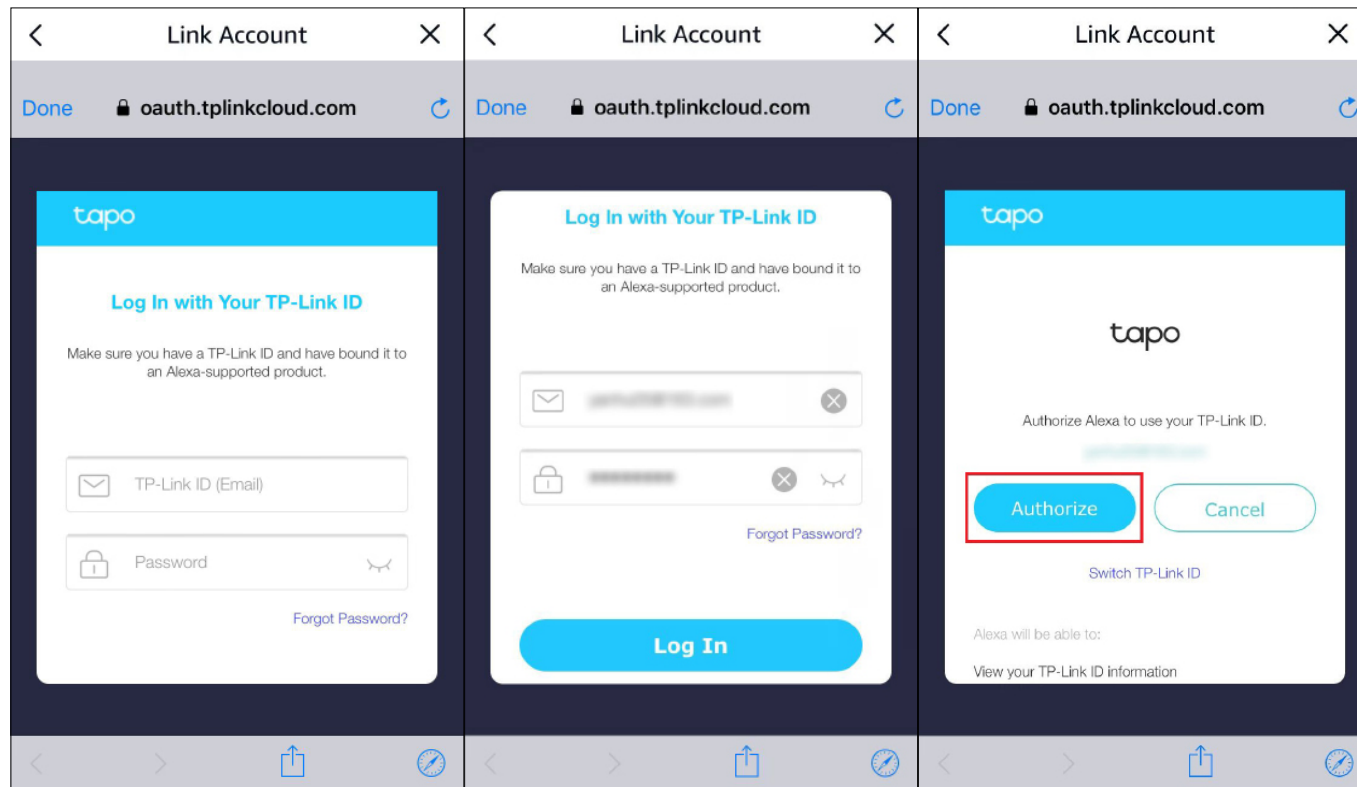 Link Account
Done oauth.tplinkcloud.com
tapo
Log In with Your TP-Link ID
Make sure you have a TP-Link ID and have bound it to
an Alexa-supported product.
TP-Link ID (Email)
Password
Forgot Password?
Link Account
Done oauth.tplinkcloud.com
Log In with Your TP-Link ID
Make sure you have a TP-Link ID and have bound it to
an Alexa-supported product.
Forgot Password?
Log In
Link Account
Done oauth.tplinkcloud.com
tapo
tapo
Authorize Alexa to use your TP-Link ID.
Authorize Cancel
Switch TP-Link ID
Alexa will be able to:
View your TP-Link ID information